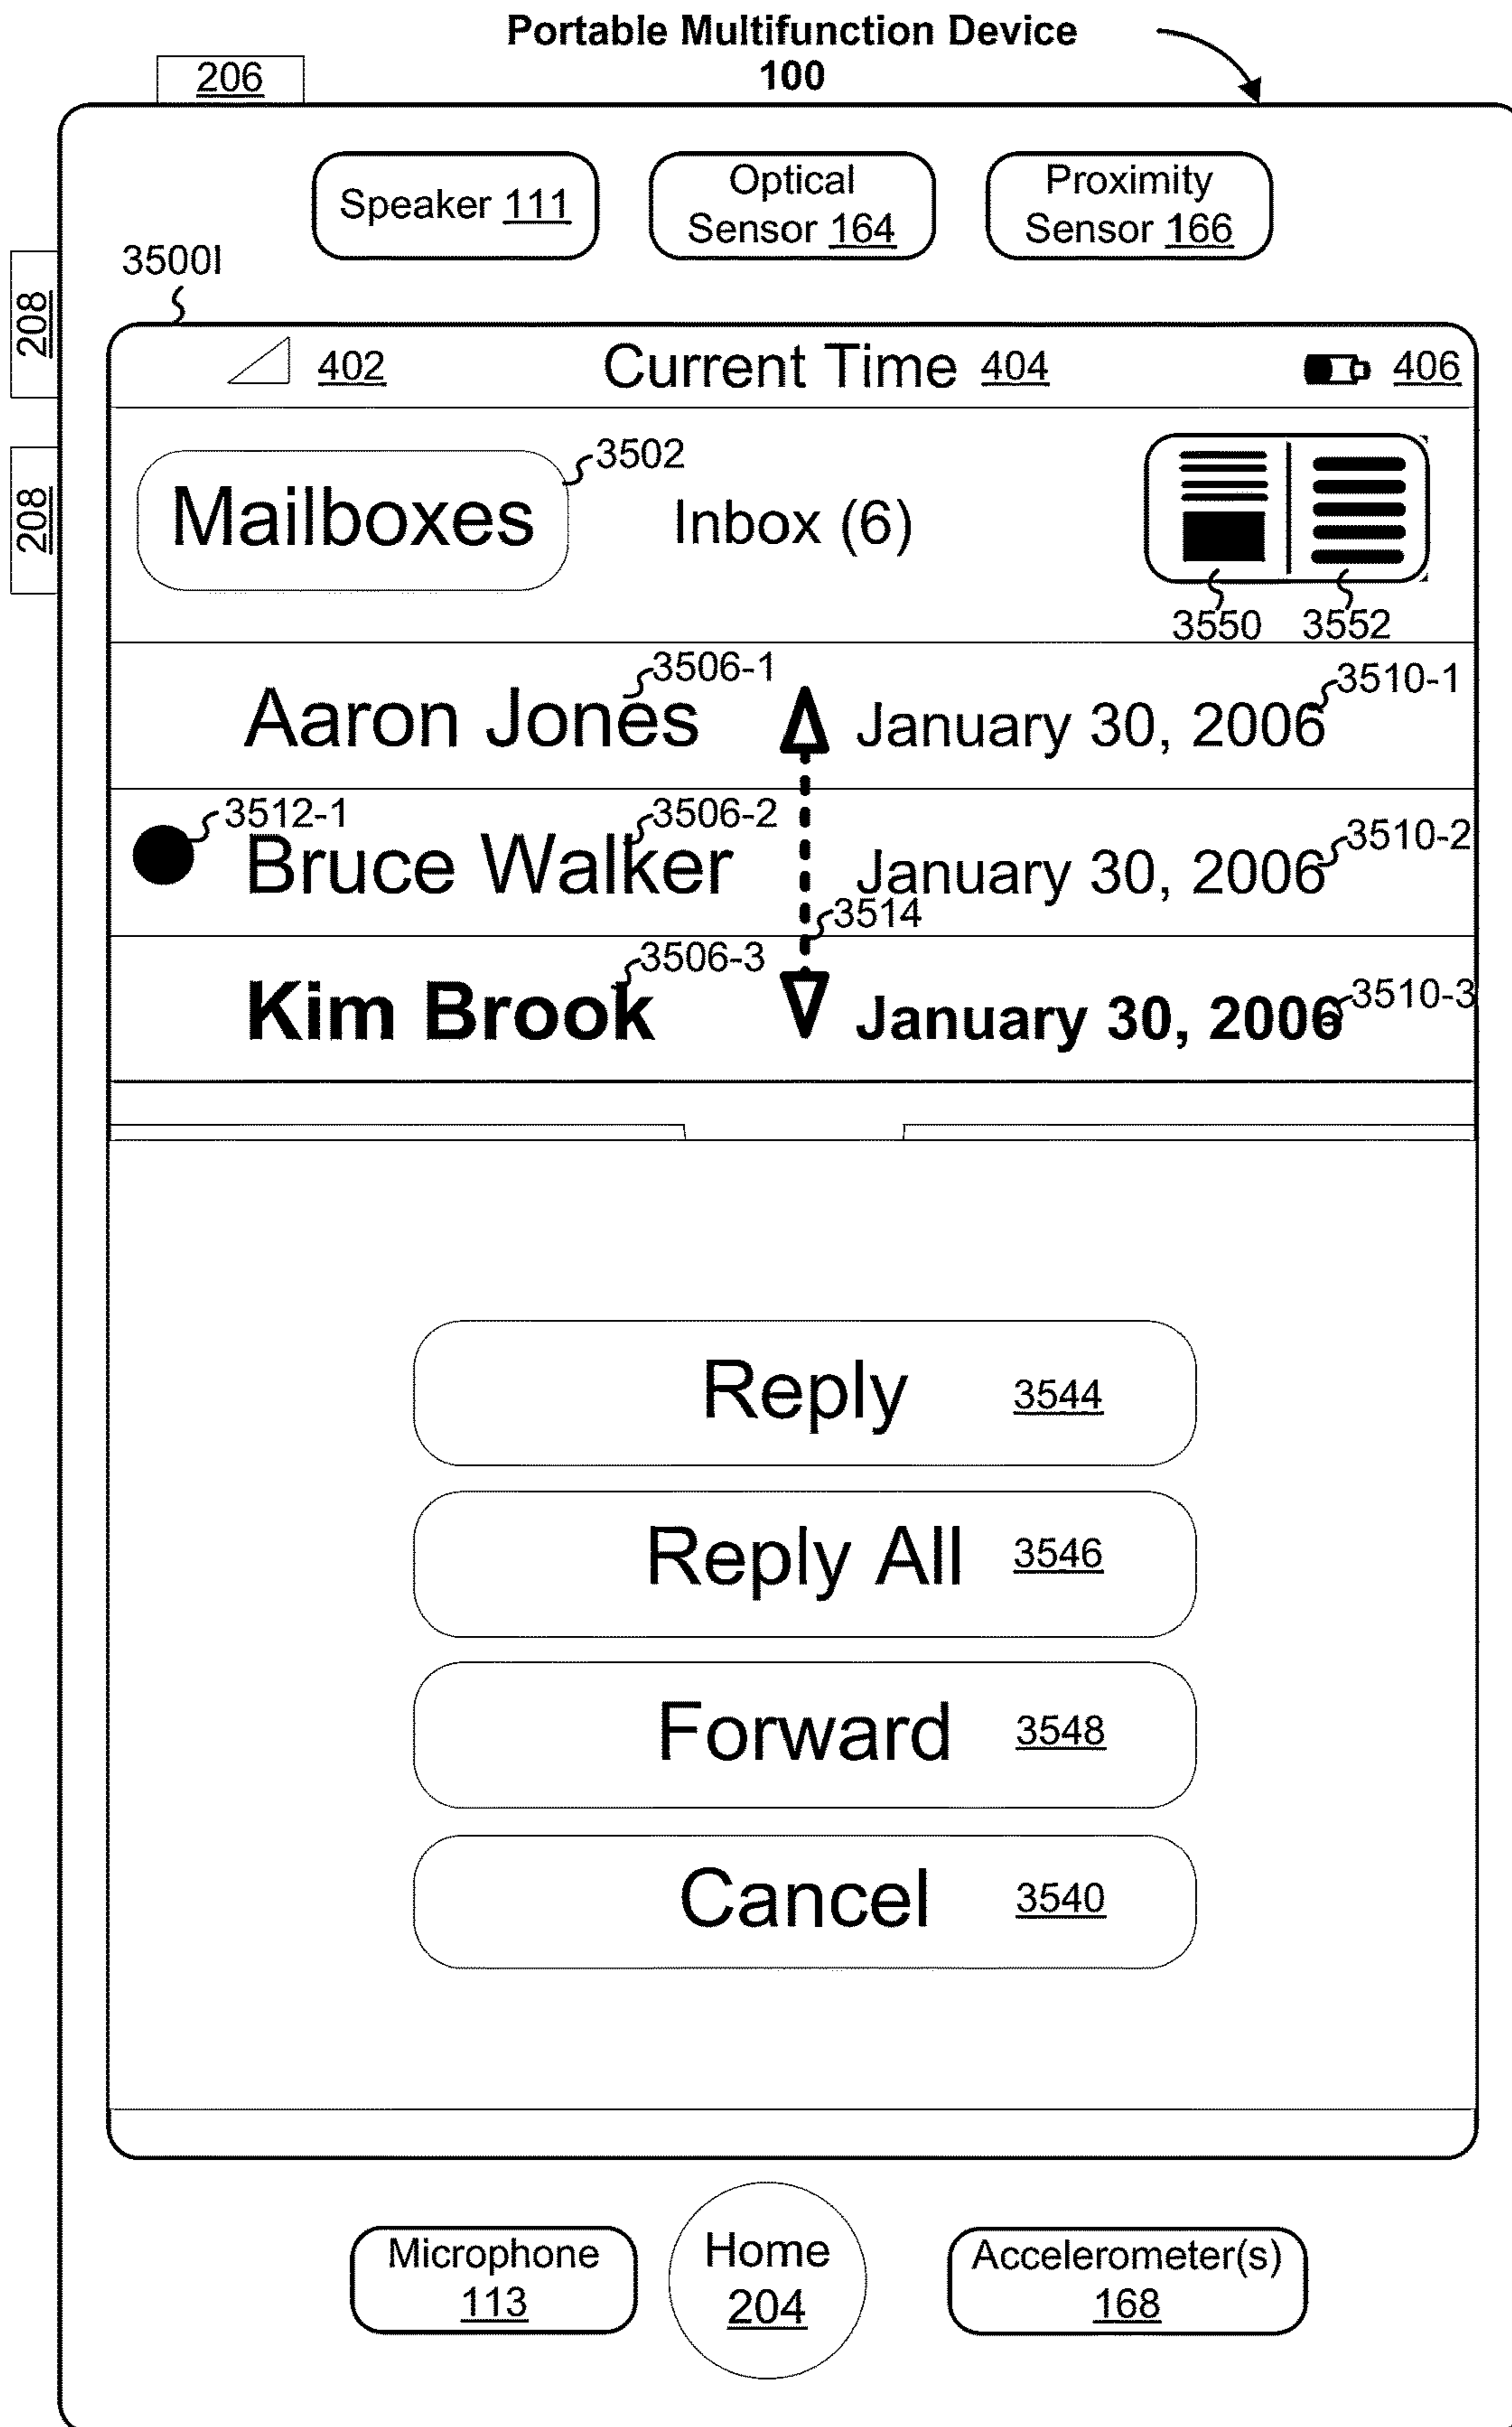 Portable Multifunction Device
100
206
Speaker 111
Optical
Sensor 164
Proximity
Sensor 166
208
208
3500I
402
Current Time 404
406
Mailboxes
3502
Inbox (6)
3550
3552
Aaron Jones
3506-1
January 30, 2006
3510-1
3512-1
Bruce Walker
3506-2
January 30, 2006
3510-2
3514
Kim Brook
3506-3
January 30, 2006
3510-3
Reply 3544
Reply All 3546
Forward 3548
Cancel 3540
Microphone
113
Home
204
Accelerometer(s)
168